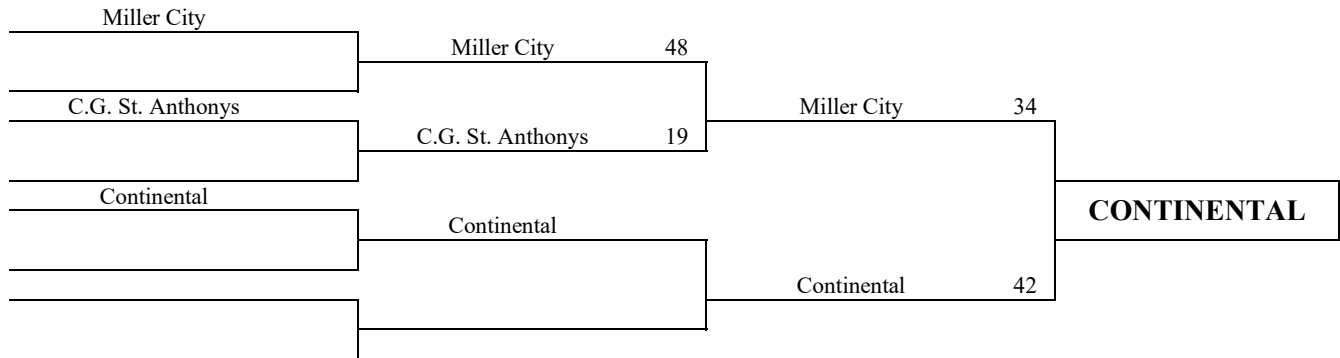 Miller City
Miller City 48
C.G. St. Anthonys
Miller City 34
C.G. St. Anthonys 19
Continental
CONTINENTAL
Continental
Continental 42